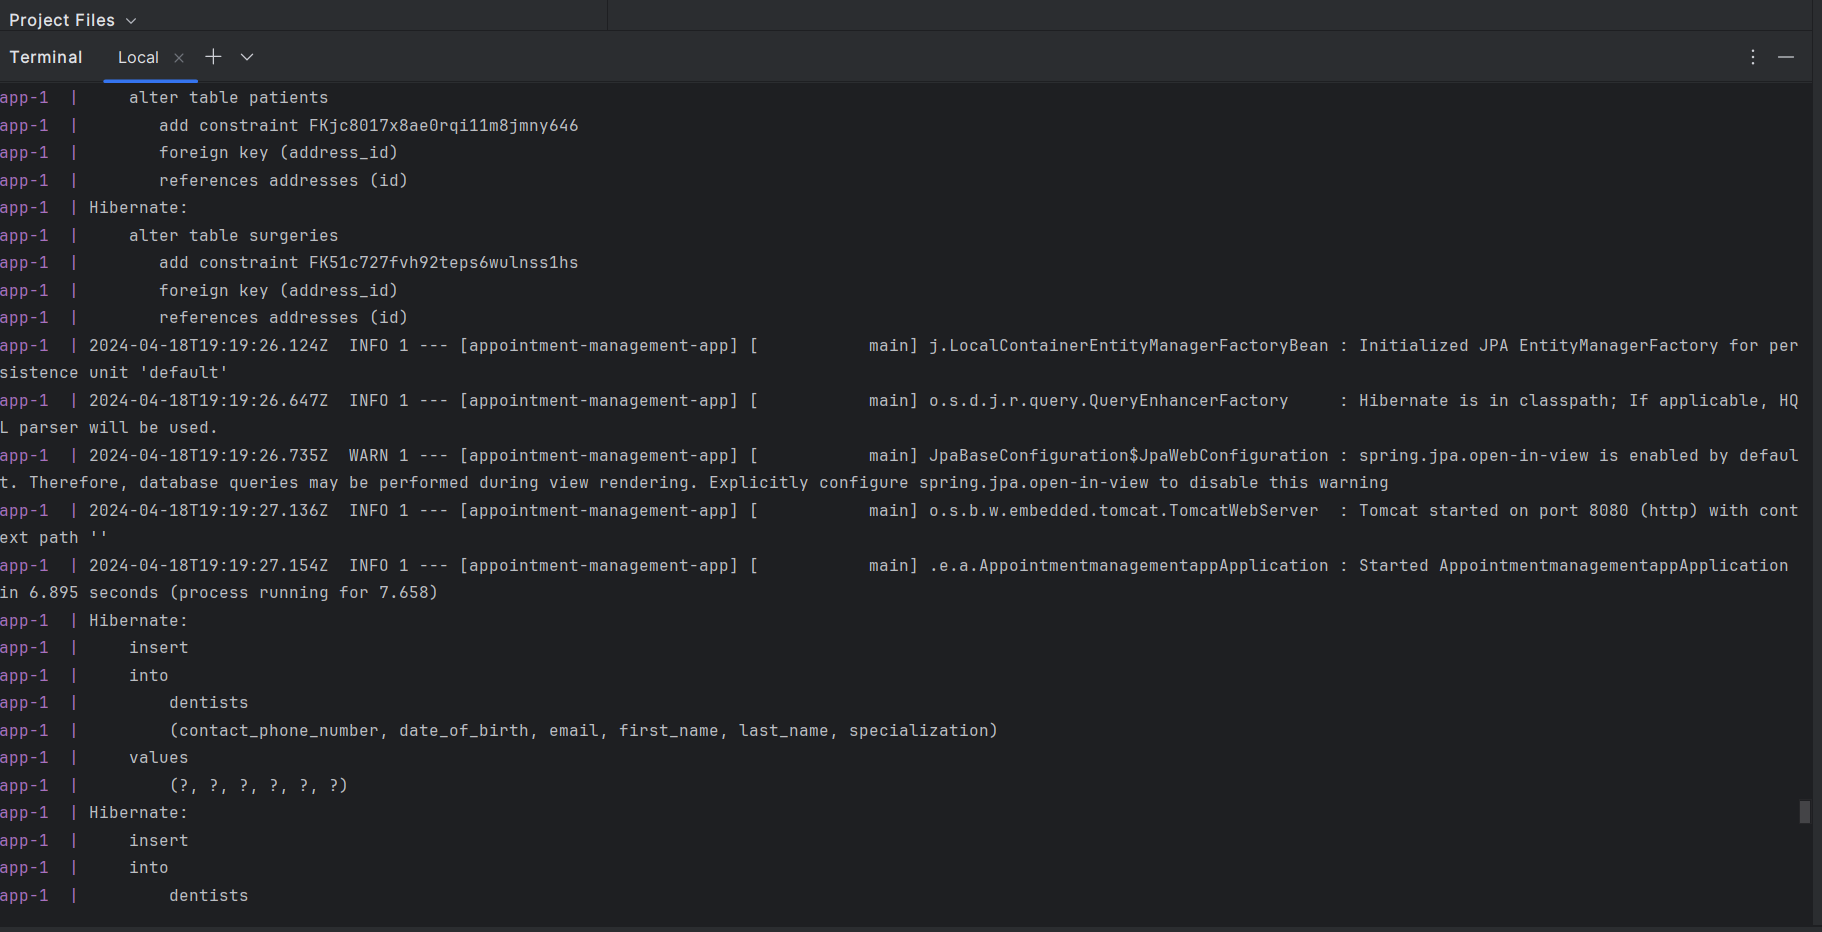 Project Files
Terminal Local
app-1  |     alter table patients
app-1  |        add constraint FKjc8017x8ae0rqi11m8jmny646
app-1  |        foreign key (address_id)
app-1  |        references addresses (id)
app-1  | Hibernate:
app-1  |     alter table surgeries
app-1  |        add constraint FK51c727fvh92teps6wulnss1hs
app-1  |        foreign key (address_id)
app-1  |        references addresses (id)
app-1  | 2024-04-18T19:19:26.124Z  INFO 1 --- [appointment-management-app] [           main] j.LocalContainerEntityManagerFactoryBean : Initialized JPA EntityManagerFactory for per
sistence unit 'default'
app-1  | 2024-04-18T19:19:26.647Z  INFO 1 --- [appointment-management-app] [           main] o.s.d.j.r.query.QueryEnhancerFactory     : Hibernate is in classpath; If applicable, HQ
L parser will be used.
app-1  | 2024-04-18T19:19:26.735Z  WARN 1 --- [appointment-management-app] [           main] JpaBaseConfiguration$JpaWebConfiguration : spring.jpa.open-in-view is enabled by defaul
t. Therefore, database queries may be performed during view rendering. Explicitly configure spring.jpa.open-in-view to disable this warning
app-1  | 2024-04-18T19:19:27.136Z  INFO 1 --- [appointment-management-app] [           main] o.s.b.w.embedded.tomcat.TomcatWebServer  : Tomcat started on port 8080 (http) with cont
ext path ''
app-1  | 2024-04-18T19:19:27.154Z  INFO 1 --- [appointment-management-app] [           main] .e.a.AppointmentmanagementappApplication : Started AppointmentmanagementappApplication
in 6.895 seconds (process running for 7.658)
app-1  | Hibernate:
app-1  |     insert
app-1  |     into
app-1  |         dentists
app-1  |         (contact_phone_number, date_of_birth, email, first_name, last_name, specialization)
app-1  |     values
app-1  |         (?, ?, ?, ?, ?, ?)
app-1  | Hibernate:
app-1  |     insert
app-1  |     into
app-1  |         dentists